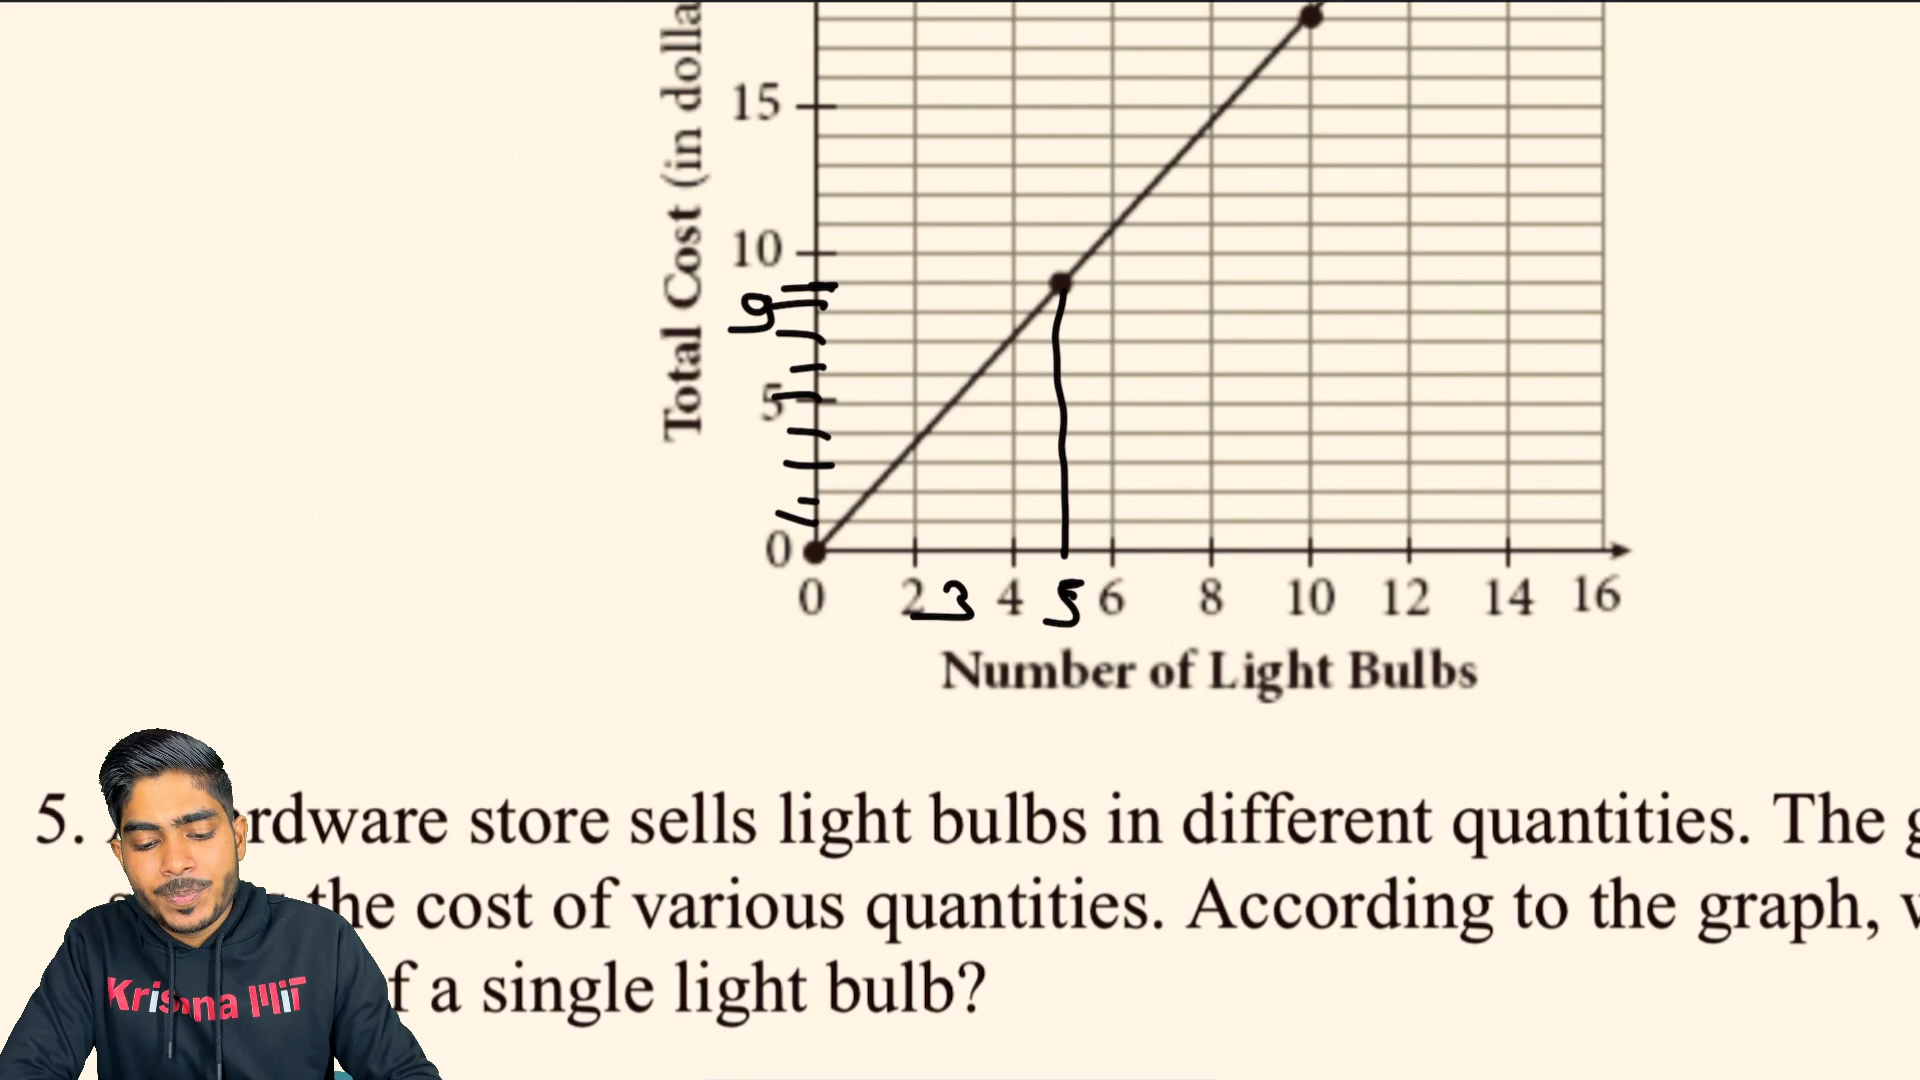 Total Cost (in dolla
15
10
9
5
0
0 2 3 4 5 6 8 10 12 14 16
Number of Light Bulbs
5. rdware store sells light bulbs in different quantities. The g
the cost of various quantities. According to the graph, w
f a single light bulb?
Krishna MiT